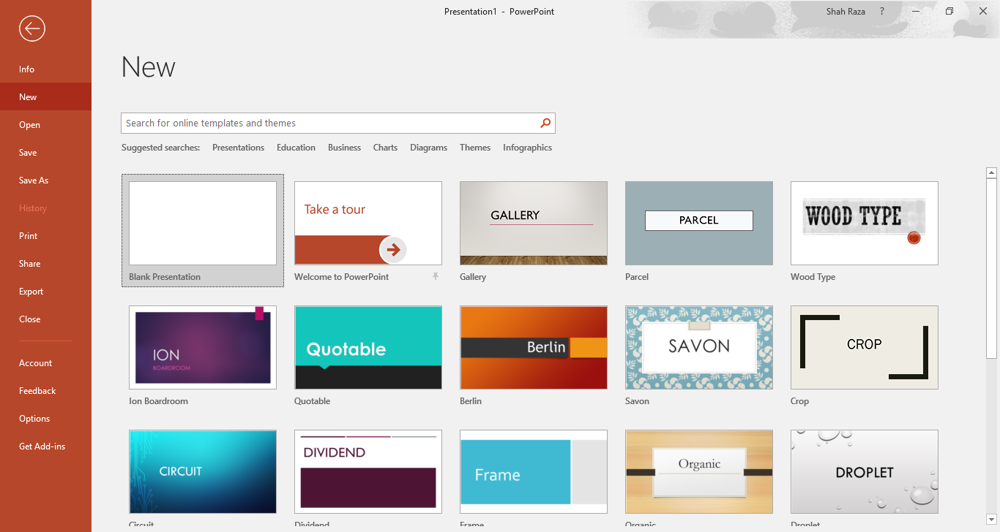 Presentation1 - PowerPoint
Shah Raza ?
Info
New
Open
Save
Save As
History
Print
Share
Export
Close
Account
Feedback
Options
Get Add-ins
New
Search for online templates and themes
Suggested searches: Presentations Education Business Charts Diagrams Themes Infographics
Blank Presentation
Take a tour
Welcome to PowerPoint
GALLERY
Gallery
PARCEL
Parcel
WOOD TYPE
Wood Type
ION
BOARDROOM
Ion Boardroom
Quotable
Quotable
Berlin
Berlin
SAVON
Savon
CROP
Crop
CIRCUIT
Circuit
DIVIDEND
Dividend
Frame
Frame
Organic
Organic
DROPLET
Droplet